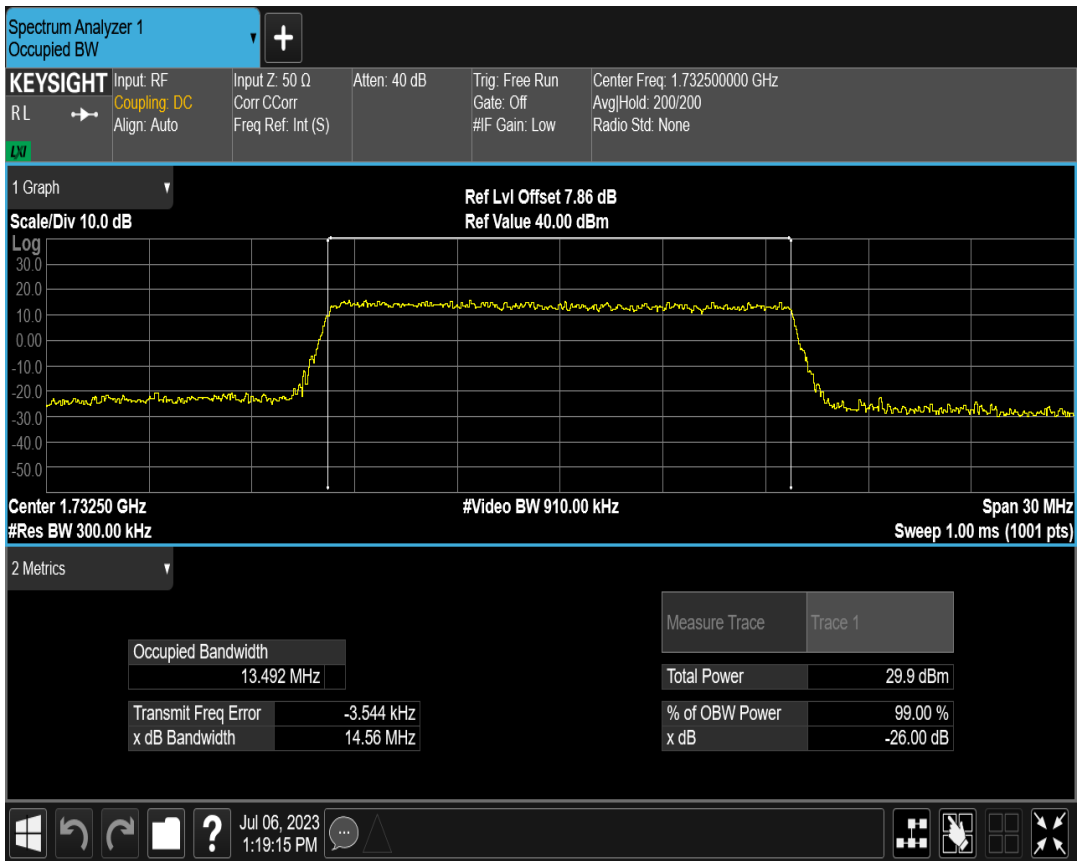 Spectrum Analyzer 1
Occupied BW
+
KEYSIGHT
R L
LXI
Input: RF
Coupling: DC
Align: Auto
Input Z: 50 Ω
Corr CCorr
Freq Ref: Int (S)
Atten: 40 dB
Trig: Free Run
Gate: Off
#IF Gain: Low
Center Freq: 1.732500000 GHz
Avg|Hold: 200/200
Radio Std: None
1 Graph
Scale/Div 10.0 dB
Ref Lvl Offset 7.86 dB
Ref Value 40.00 dBm
Log
30.0
20.0
10.0
0.00
-10.0
-20.0
-30.0
-40.0
-50.0
Center 1.73250 GHz
#Video BW 910.00 kHz
Span 30 MHz
#Res BW 300.00 kHz
Sweep 1.00 ms (1001 pts)
2 Metrics
Measure Trace
Trace 1
Occupied Bandwidth
13.492 MHz
Total Power
29.9 dBm
Transmit Freq Error
-3.544 kHz
% of OBW Power
99.00 %
x dB Bandwidth
14.56 MHz
x dB
-26.00 dB
?
Jul 06, 2023
1:19:15 PM